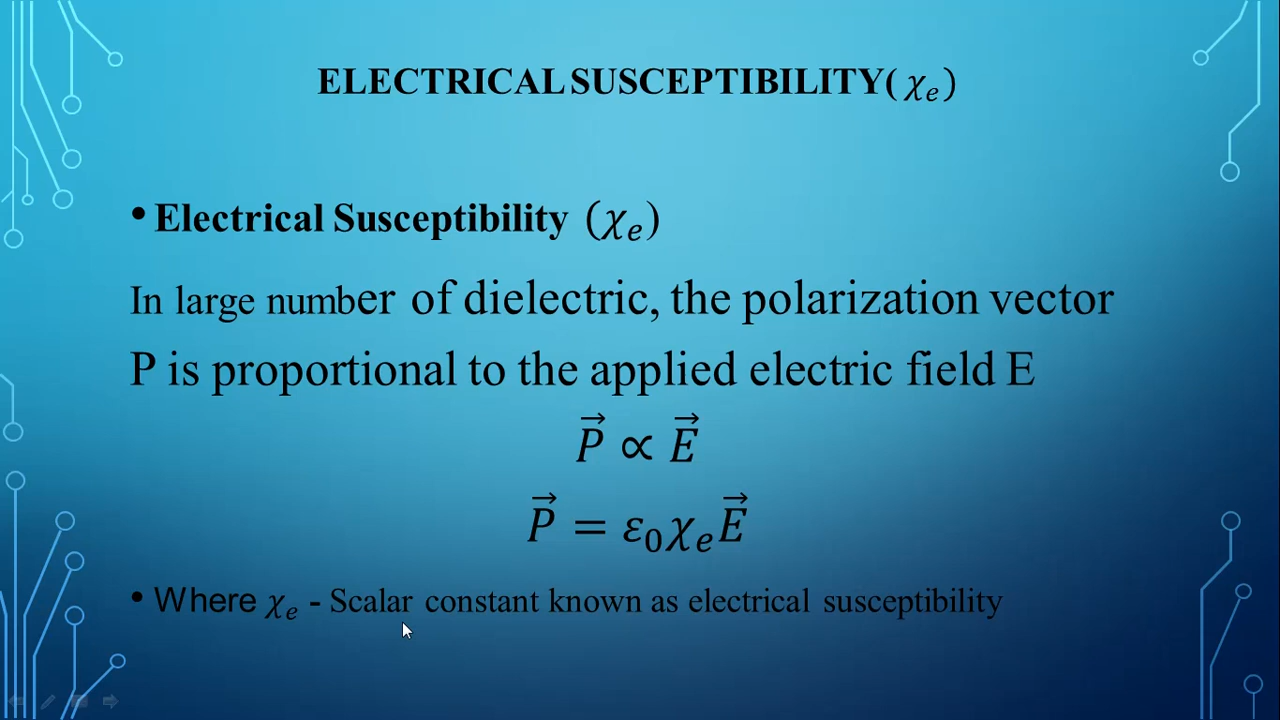 ELECTRICAL SUSCEPTIBILITY( 𝜒ₑ)
• Electrical Susceptibility (𝜒ₑ)
In large number of dielectric, the polarization vector
P is proportional to the applied electric field E
P⃗ ∝ E⃗
P⃗ = ε₀𝜒ₑE⃗
• Where 𝜒ₑ - Scalar constant known as electrical susceptibility